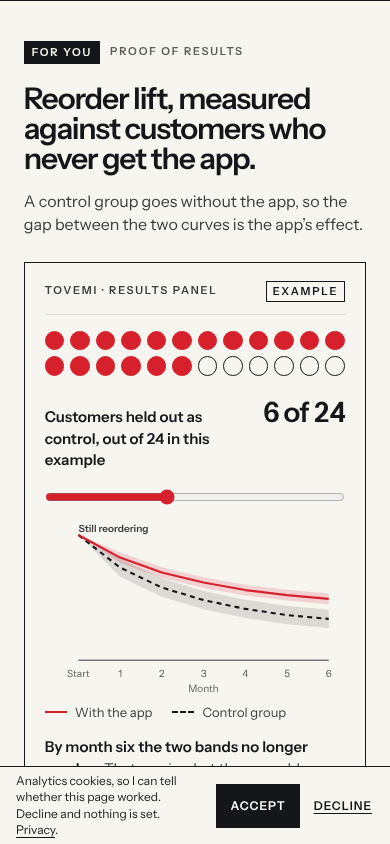 FOR YOU PROOF OF RESULTS
Reorder lift, measured
against customers who
never get the app.
A control group goes without the app, so the
gap between the two curves is the app's effect.
TOVEMI · RESULTS PANEL EXAMPLE
Customers held out as
control, out of 24 in this
example
6 of 24
Still reordering
Start 1 2 3 4 5 6
Month
With the app Control group
By month six the two bands no longer
Analytics cookies, so I can tell
whether this page worked.
Decline and nothing is set.
Privacy.
ACCEPT DECLINE